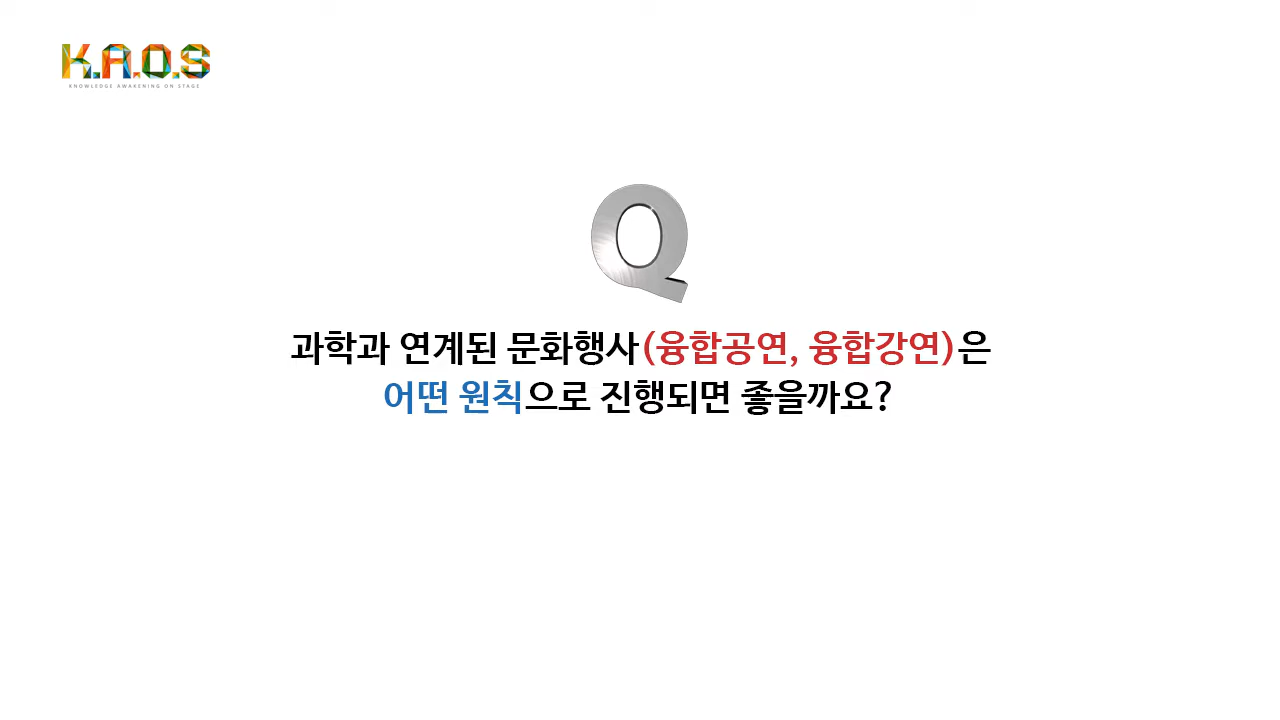 K.A.O.S
KNOWLEDGE AWAKENING ON STAGE
Q
과학과 연계된 문화행사(융합공연, 융합강연)은
어떤 원칙으로 진행되면 좋을까요?